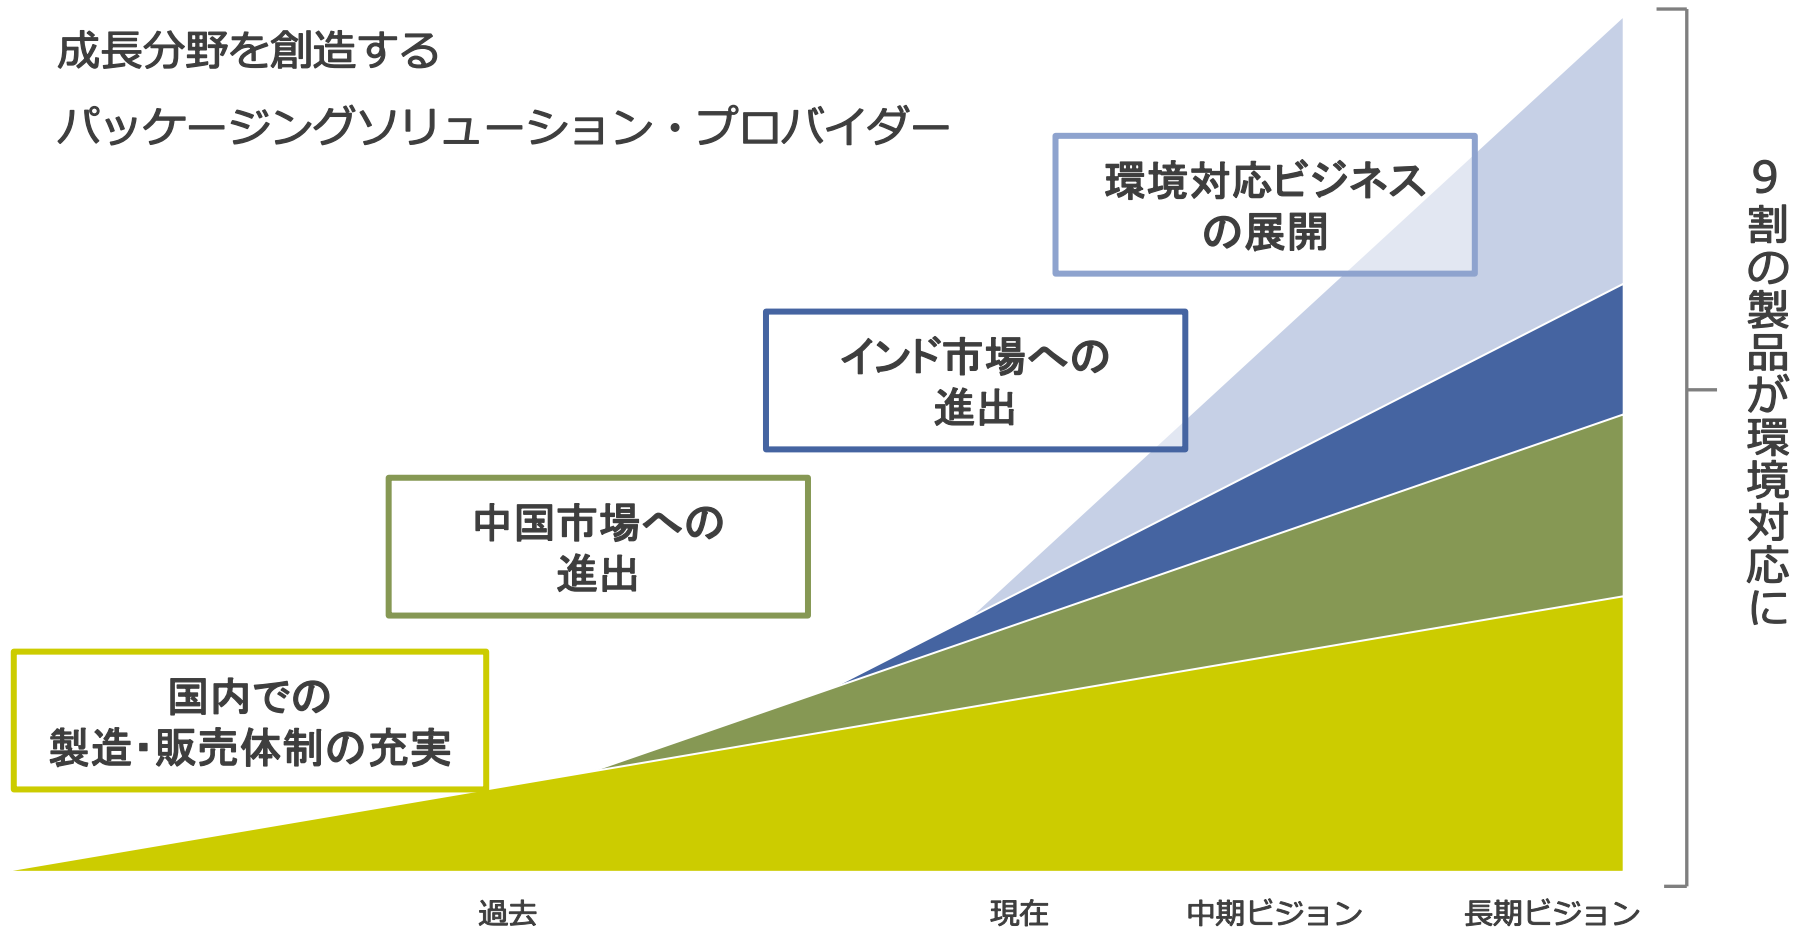 成長分野を創造する
パッケージングソリューション・プロバイダー
環境対応ビジネス
の展開
インド市場への
進出
中国市場への
進出
国内での
製造・販売体制の充実
9割の製品が環境対応に
過去
現在
中期ビジョン
長期ビジョン